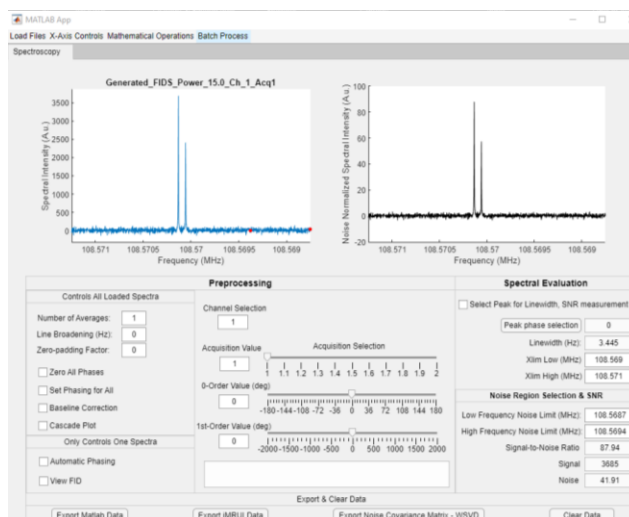 MATLAB App
Load Files X-Axis Controls Mathematical Operations Batch Process
Spectroscopy
Generated_FIDS_Power_15.0_Ch_1_Acq1
Spectral Intensity (A.u.)
3500
3000
2500
2000
1500
1000
500
0
108.571 108.5705 108.57 108.5695 108.569
Frequency (MHz)
Noise Normalized Spectral Intensity (A.u.)
100
80
60
40
20
0
-20
108.571 108.5705 108.57 108.5695 108.569
Frequency (MHz)
Preprocessing
Controls All Loaded Spectra
Number of Averages: 1
Line Broadening (Hz): 0
Zero-padding Factor: 0
Zero All Phases
Set Phasing for All
Baseline Correction
Cascade Plot
Only Controls One Spectra
Automatic Phasing
View FID
Channel Selection
1
Acquisition Value Acquisition Selection
1
1 1.1 1.2 1.3 1.4 1.5 1.6 1.7 1.8 1.9 2
0-Order Value (deg)
0
-180 -144 -108 -72 -36 0 36 72 108 144 180
1st-Order Value (deg)
0
-2000 -1500 -1000 -500 0 500 1000 1500 2000
Spectral Evaluation
Select Peak for Linewidth, SNR measurement
Peak phase selection 0
Linewidth (Hz): 3.445
Xlim Low (MHz) 108.569
Xlim High (MHz) 108.571
Noise Region Selection & SNR
Low Frequency Noise Limit (MHz): 108.5687
High Frequency Noise Limit (MHz): 108.5694
Signal-to-Noise Ratio 87.94
Signal 3685
Noise 41.91
Export & Clear Data
Export Matlab Data Export jMRUI Data Export Noise Covariance Matrix - WSVD Clear Data